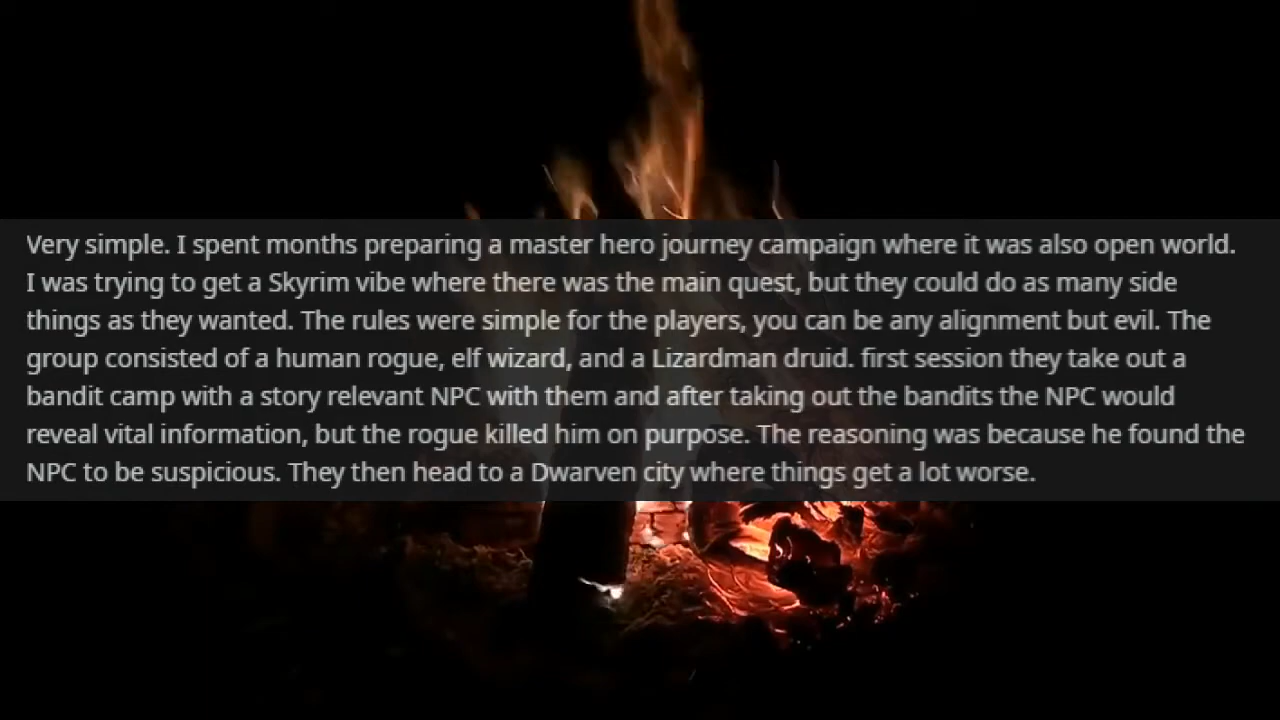 Very simple. I spent months preparing a master hero journey campaign where it was also open world.
I was trying to get a Skyrim vibe where there was the main quest, but they could do as many side
things as they wanted. The rules were simple for the players, you can be any alignment but evil. The
group consisted of a human rogue, elf wizard, and a Lizardman druid. first session they take out a
bandit camp with a story relevant NPC with them and after taking out the bandits the NPC would
reveal vital information, but the rogue killed him on purpose. The reasoning was because he found the
NPC to be suspicious. They then head to a Dwarven city where things get a lot worse.